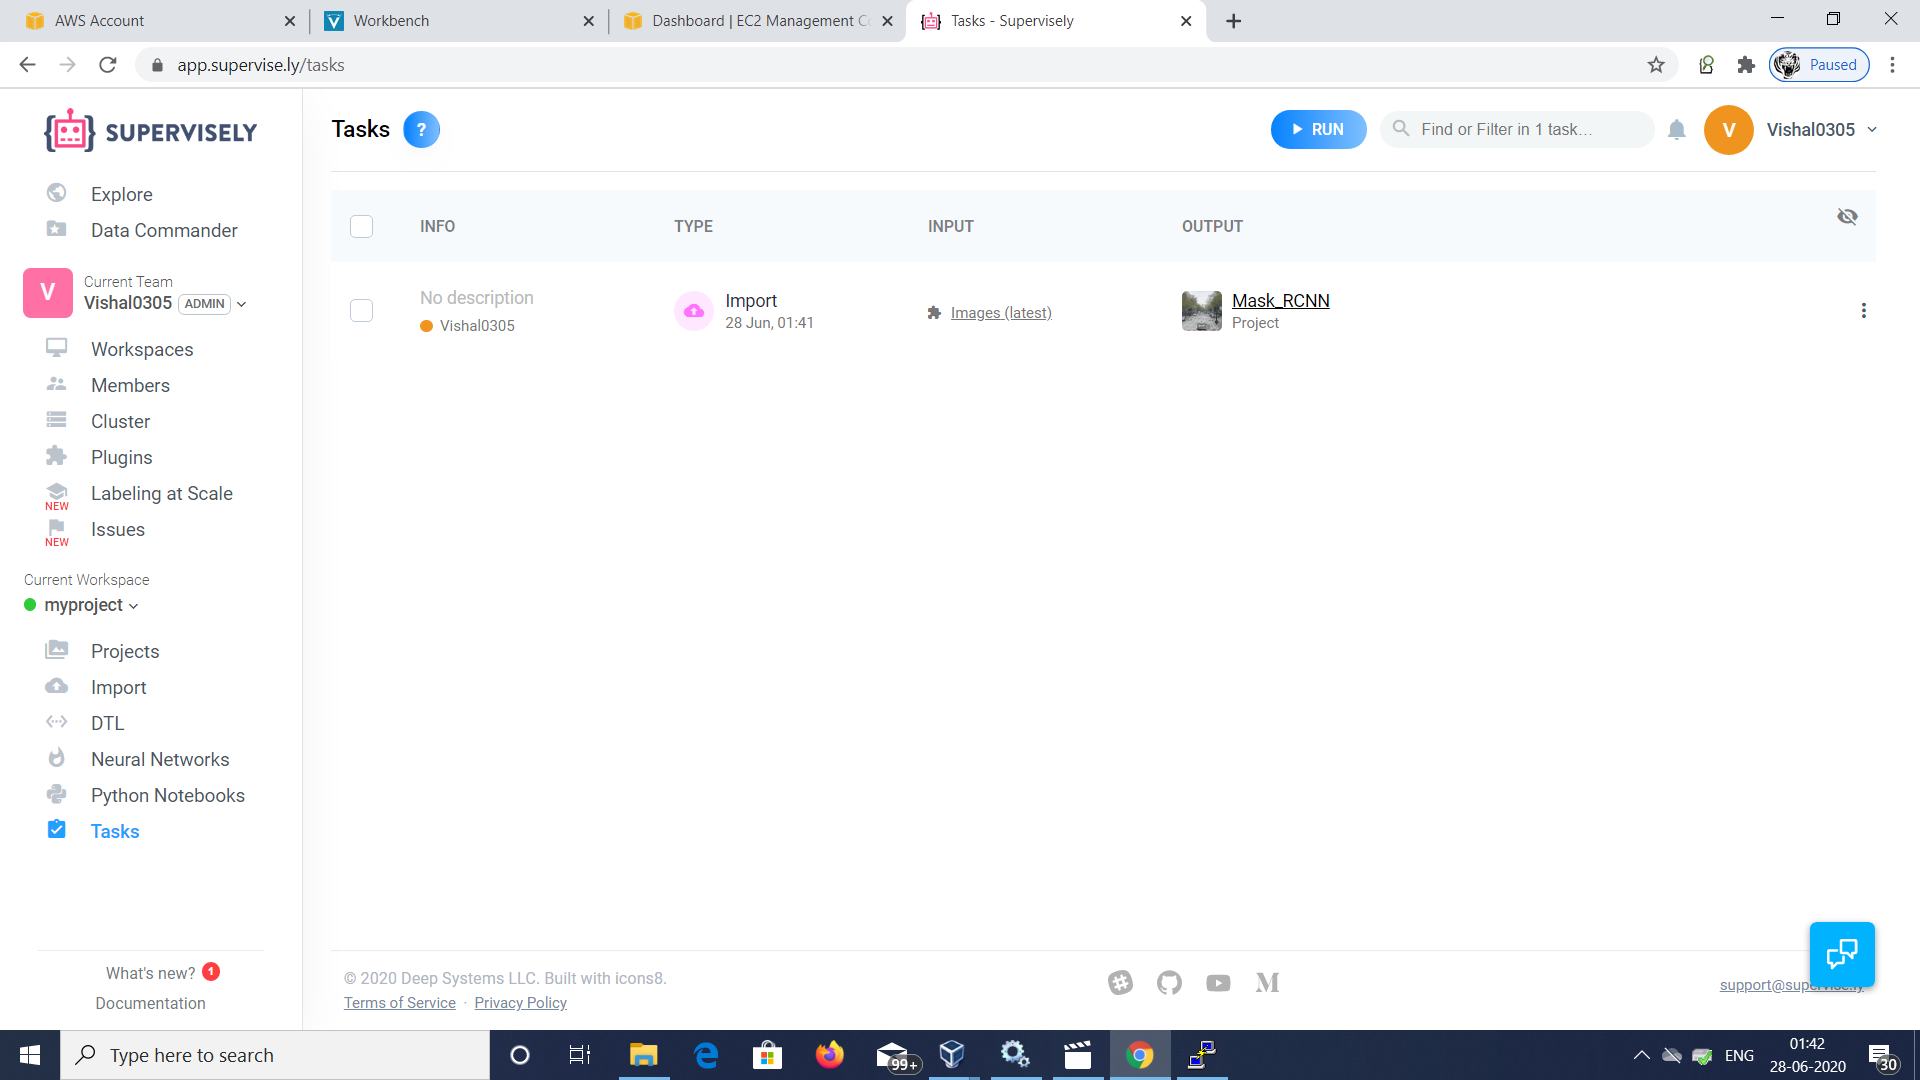 AWS Account
Workbench
Dashboard | EC2 Management Co
Tasks - Supervisely
app.supervise.ly/tasks
Paused
SUPERVISELY
Tasks ?
RUN
Find or Filter in 1 task...
V
Vishal0305
Explore
Data Commander
V
Current Team
Vishal0305 ADMIN
Workspaces
Members
Cluster
Plugins
Labeling at Scale
NEW
Issues
NEW
Current Workspace
myproject
Projects
Import
DTL
Neural Networks
Python Notebooks
Tasks
What's new? 1
Documentation
INFO TYPE INPUT OUTPUT
No description
Vishal0305
Import
28 Jun, 01:41
Images (latest)
Mask_RCNN
Project
© 2020 Deep Systems LLC. Built with icons8.
Terms of Service · Privacy Policy
support@supervise.ly
Type here to search
99+
ENG
01:42
28-06-2020
30